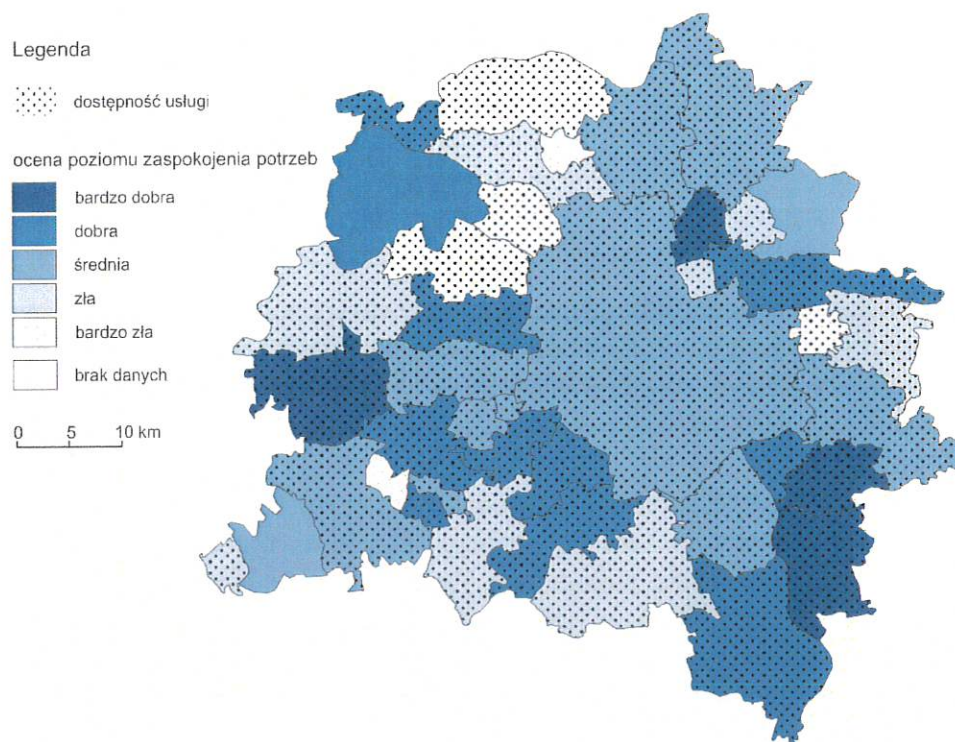 Legenda
dostępność usługi
ocena poziomu zaspokojenia potrzeb
bardzo dobra
dobra
średnia
zła
bardzo zła
brak danych
0 5 10 km